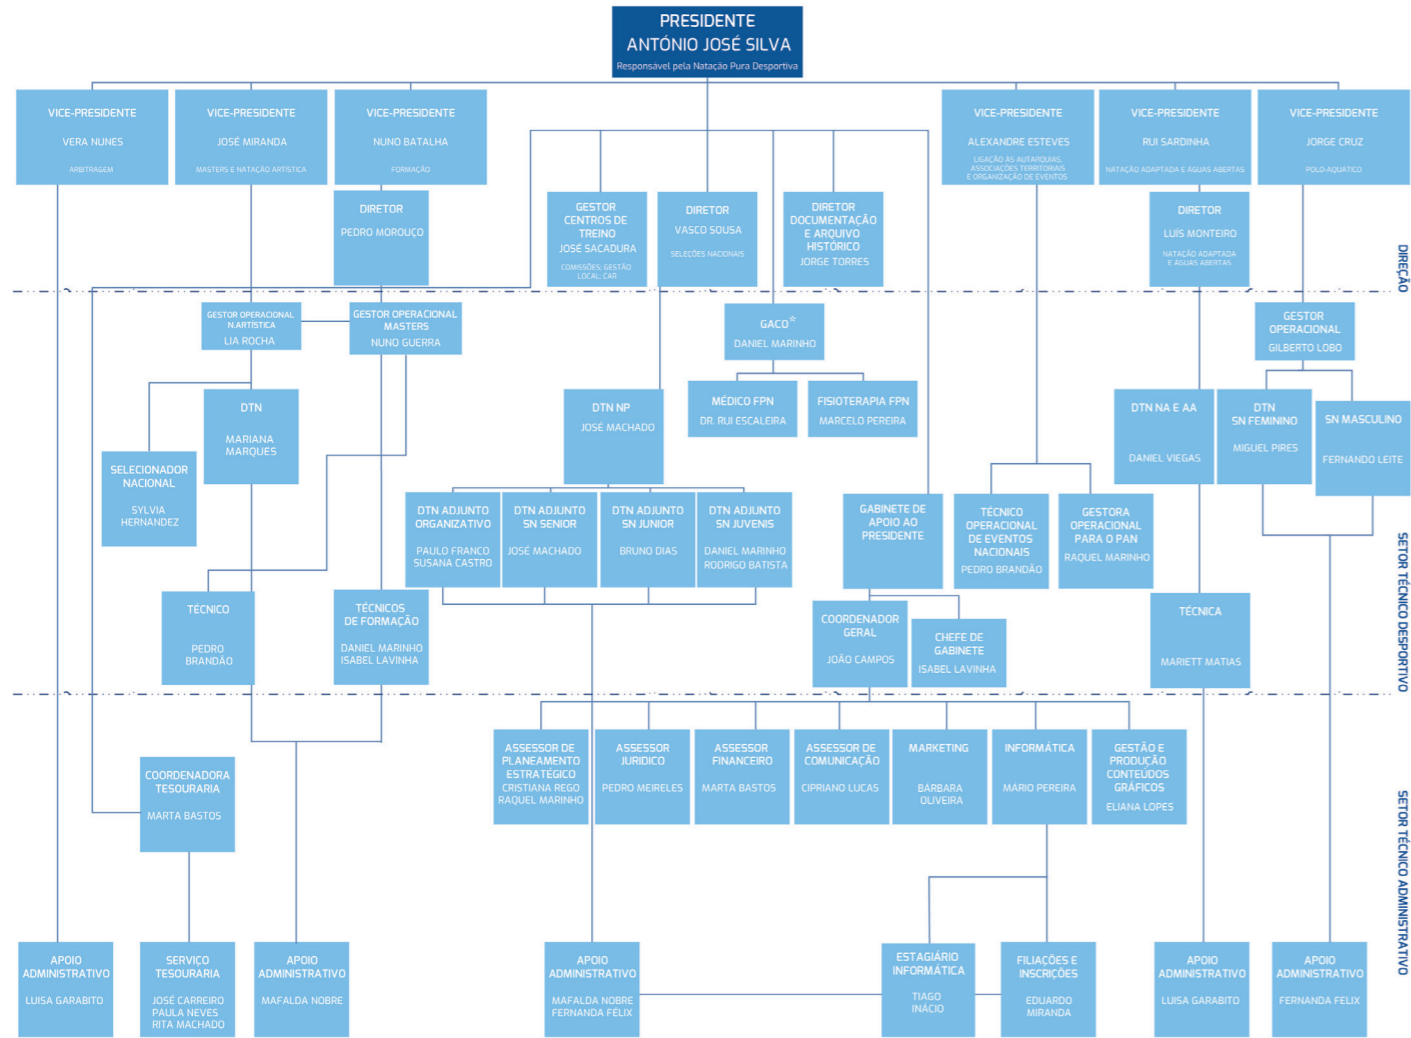 PRESIDENTE
ANTÓNIO JOSÉ SILVA
Responsável pela Natação Pura Desportiva
VICE-PRESIDENTE
VERA NUNES
ARBITRAGEM
VICE-PRESIDENTE
JOSÉ MIRANDA
MASTERS E NATAÇÃO ARTÍSTICA
VICE-PRESIDENTE
NUNO BATALHA
FORMAÇÃO
VICE-PRESIDENTE
ALEXANDRE ESTEVES
LIGAÇÃO ÀS AUTARQUIAS,
ASSOCIAÇÕES TERRITORIAIS
E ORGANIZAÇÃO DE EVENTOS
VICE-PRESIDENTE
RUI SARDINHA
NATAÇÃO ADAPTADA E ÁGUAS ABERTAS
VICE-PRESIDENTE
JORGE CRUZ
POLO-AQUÁTICO
DIRETOR
PEDRO MOROUÇO
GESTOR
CENTROS DE
TREINO
JOSÉ SACADURA
COMISSÕES; GESTÃO
LOCAL; CAR
DIRETOR
VASCO SOUSA
SELEÇÕES NACIONAIS
DIRETOR
DOCUMENTAÇÃO
E ARQUIVO
HISTÓRICO
JORGE TORRES
DIRETOR
LUÍS MONTEIRO
NATAÇÃO ADAPTADA
E ÁGUAS ABERTAS
DIREÇÃO
GESTOR OPERACIONAL
N.ARTÍSTICA
LIA ROCHA
GESTOR OPERACIONAL
MASTERS
NUNO GUERRA
GACO☆
DANIEL MARINHO
GESTOR
OPERACIONAL
GILBERTO LOBO
DTN
MARIANA
MARQUES
DTN NP
JOSÉ MACHADO
MÉDICO FPN
DR. RUI ESCALEIRA
FISIOTERAPIA FPN
MARCELO PEREIRA
DTN NA E AA
DANIEL VIEGAS
DTN
SN FEMININO
MIGUEL PIRES
SN MASCULINO
FERNANDO LEITE
SELECIONADOR
NACIONAL
SYLVIA
HERNANDEZ
DTN ADJUNTO
ORGANIZATIVO
PAULO FRANCO
SUSANA CASTRO
DTN ADJUNTO
SN SENIOR
JOSÉ MACHADO
DTN ADJUNTO
SN JUNIOR
BRUNO DIAS
DTN ADJUNTO
SN JUVENIS
DANIEL MARINHO
RODRIGO BATISTA
GABINETE DE
APOIO AO
PRESIDENTE
TÉCNICO
OPERACIONAL
DE EVENTOS
NACIONAIS
PEDRO BRANDÃO
GESTORA
OPERACIONAL
PARA O PAN
RAQUEL MARINHO
SETOR TÉCNICO DESPORTIVO
TÉCNICO
PEDRO
BRANDÃO
TÉCNICOS
DE FORMAÇÃO
DANIEL MARINHO
ISABEL LAVINHA
COORDENADOR
GERAL
JOÃO CAMPOS
CHEFE DE
GABINETE
ISABEL LAVINHA
TÉCNICA
MARIETT MATIAS
COORDENADORA
TESOURARIA
MARTA BASTOS
ASSESSOR DE
PLANEAMENTO
ESTRATÉGICO
CRISTIANA REGO
RAQUEL MARINHO
ASSESSOR
JURIDICO
PEDRO MEIRELES
ASSESSOR
FINANCEIRO
MARTA BASTOS
ASSESSOR DE
COMUNICAÇÃO
CIPRIANO LUCAS
MARKETING
BÁRBARA
OLIVEIRA
INFORMÁTICA
MÁRIO PEREIRA
GESTÃO E
PRODUÇÃO
CONTEÚDOS
GRÁFICOS
ELIANA LOPES
SETOR TÉCNICO ADMINISTRATIVO
APOIO
ADMINISTRATIVO
LUISA GARABITO
SERVIÇO
TESOURARIA
JOSÉ CARREIRO
PAULA NEVES
RITA MACHADO
APOIO
ADMINISTRATIVO
MAFALDA NOBRE
APOIO
ADMINISTRATIVO
MAFALDA NOBRE
FERNANDA FÉLIX
ESTAGIÁRIO
INFORMÁTICA
TIAGO
INÁCIO
FILIAÇÕES E
INSCRIÇÕES
EDUARDO
MIRANDA
APOIO
ADMINISTRATIVO
LUISA GARABITO
APOIO
ADMINISTRATIVO
FERNANDA FELIX